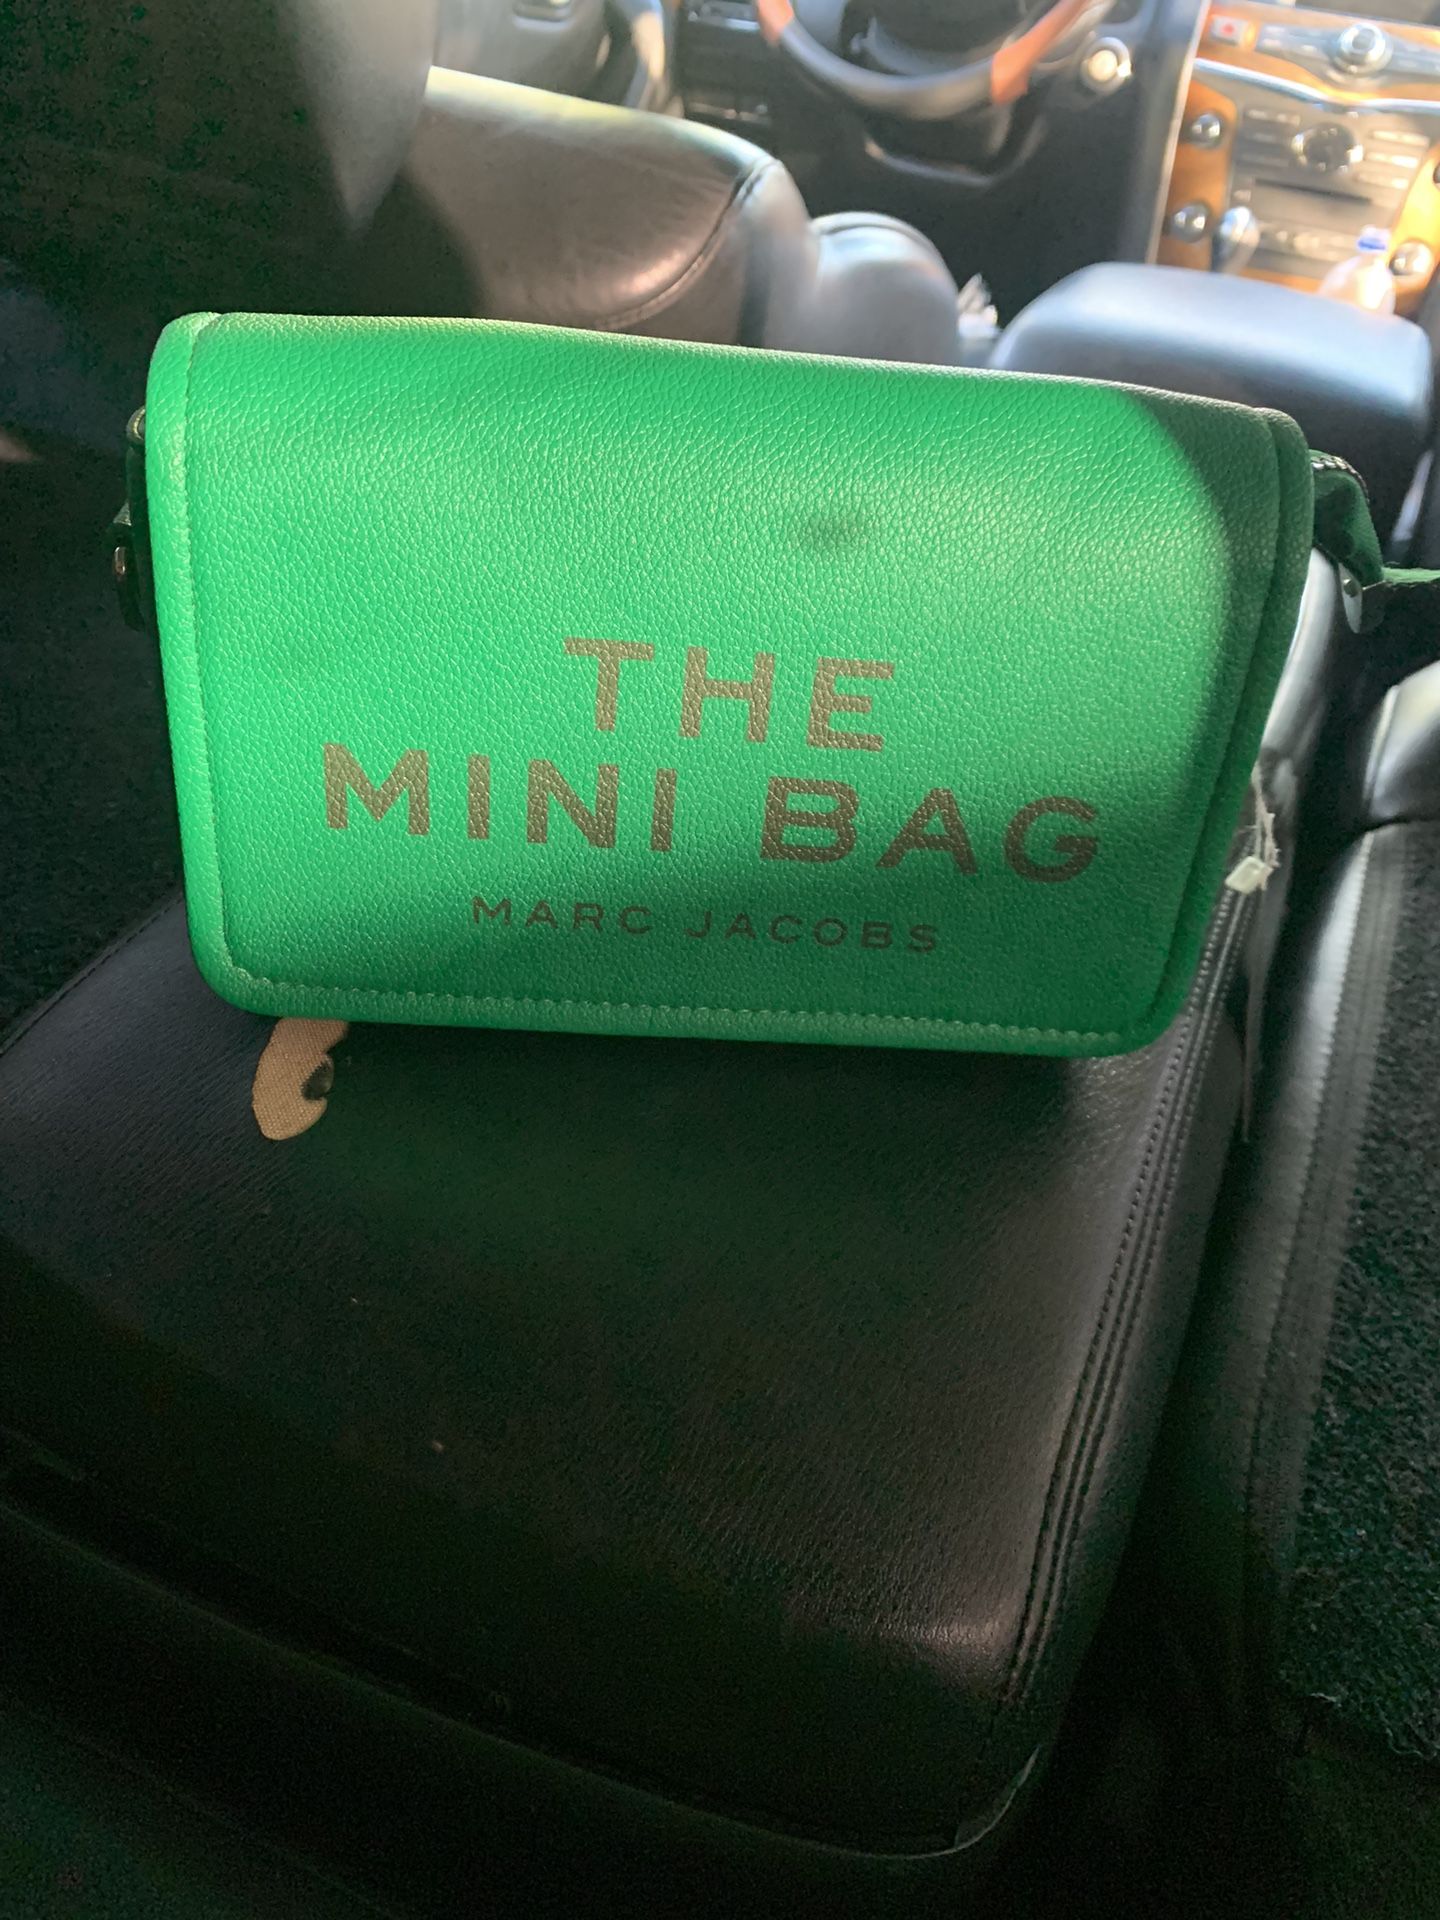 THE
MINI BAG
MARC JACOBS